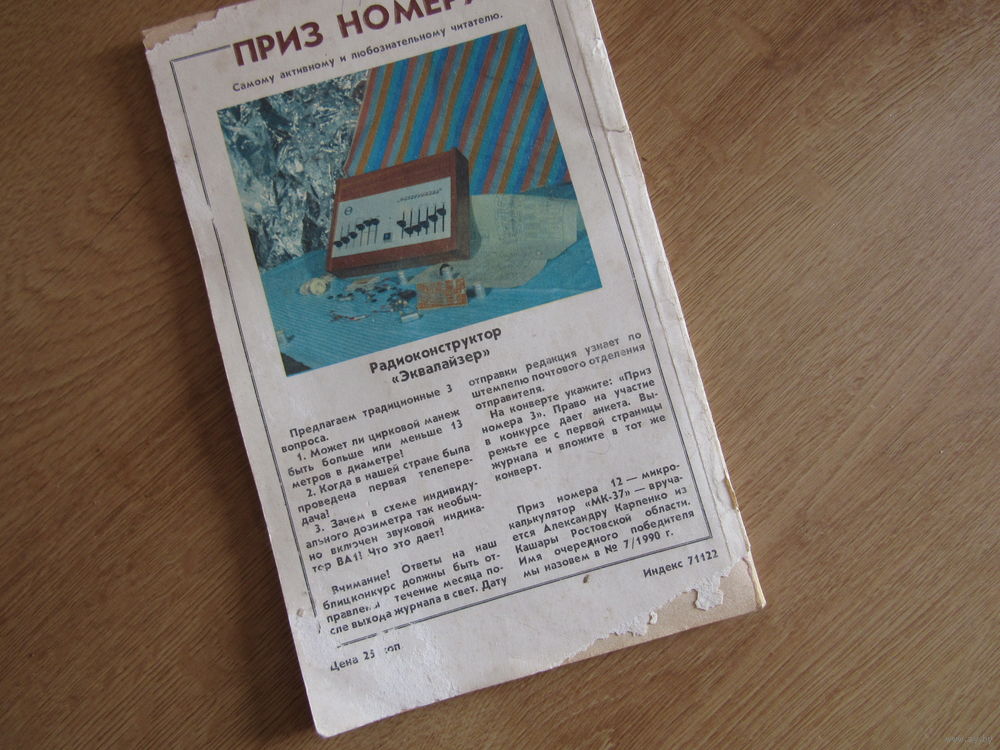 ПРИЗ НОМЕРА
Самому активному и любознательному читателю.
Радиоконструктор
«Эквалайзер»
Предлагаем традиционные 3
вопроса.
1. Может ли цирковой манеж
быть больше или меньше 13
метров в диаметре!
2. Когда в нашей стране была
проведена первая телепере-
дача!
3. Зачем в схеме индивиду-
ального дозиметра так необыч-
но включен звуковой индика-
тор ВА1! Что это дает!
Внимание! Ответы на наш
блицконкурс должны быть от-
правлены течение месяца по-
сле выхода журнала в свет. Дату
отправки редакция узнает по
штемпелю почтового отделения
отправителя.
На конверте укажите: «Приз
номера 3». Право на участие
в конкурсе дает анкета. Вы-
режьте ее с первой страницы
журнала и вложите в тот же
конверт.
Приз номера 12 — микро-
калькулятор «МК-37» — вруча-
ется Александру Карпенко из
Кашары Ростовской области.
Имя очередного победителя
мы назовем в № 7/1990 г.
Индекс 71122
Цена 25 коп.